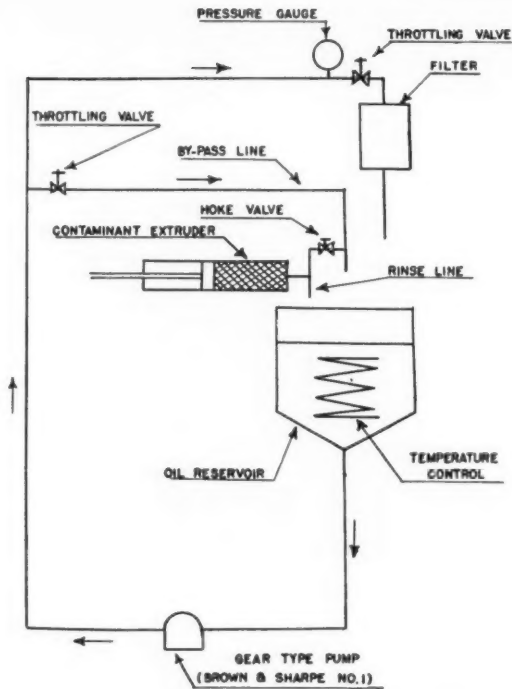 PRESSURE GAUGE
THROTTLING VALVE
FILTER
THROTTLING VALVE
BY-PASS LINE
HOKE VALVE
CONTAMINANT EXTRUDER
RINSE LINE
OIL RESERVOIR
TEMPERATURE
CONTROL
GEAR TYPE PUMP
(BROWN & SHARPE NO.1)